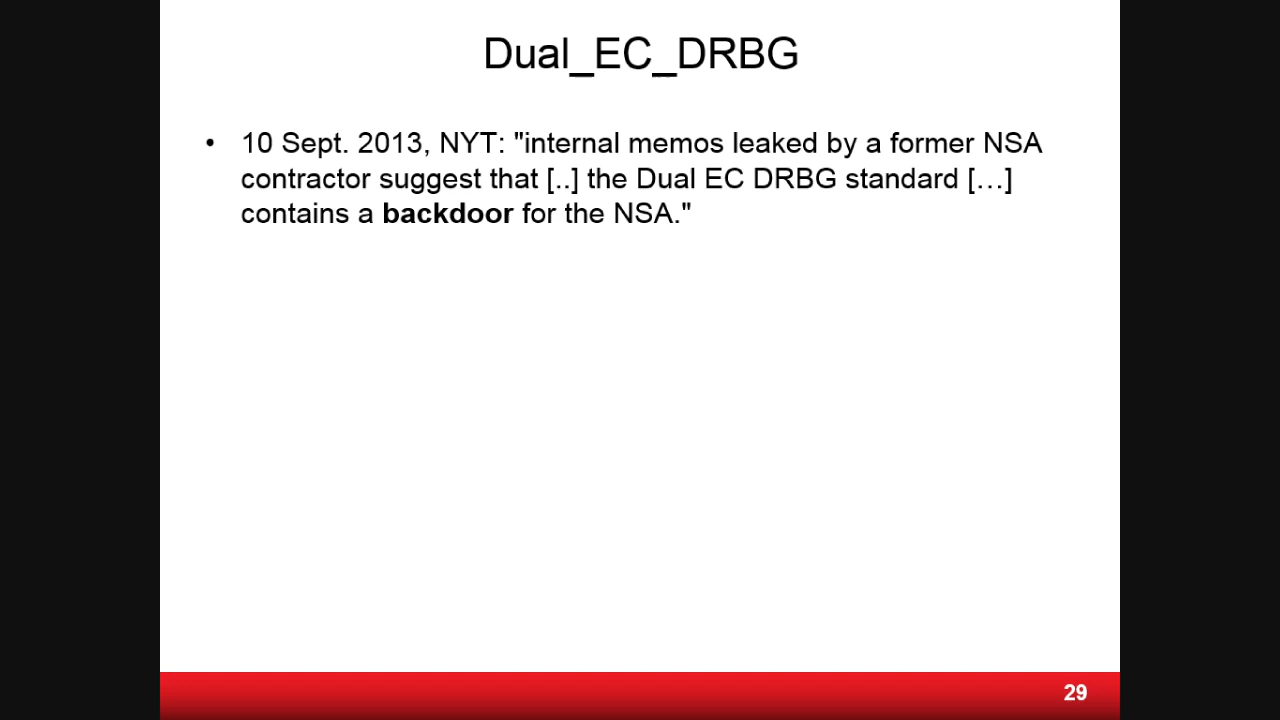 Dual_EC_DRBG
• 10 Sept. 2013, NYT: "internal memos leaked by a former NSA
contractor suggest that [..] the Dual EC DRBG standard […]
contains a backdoor for the NSA."
29